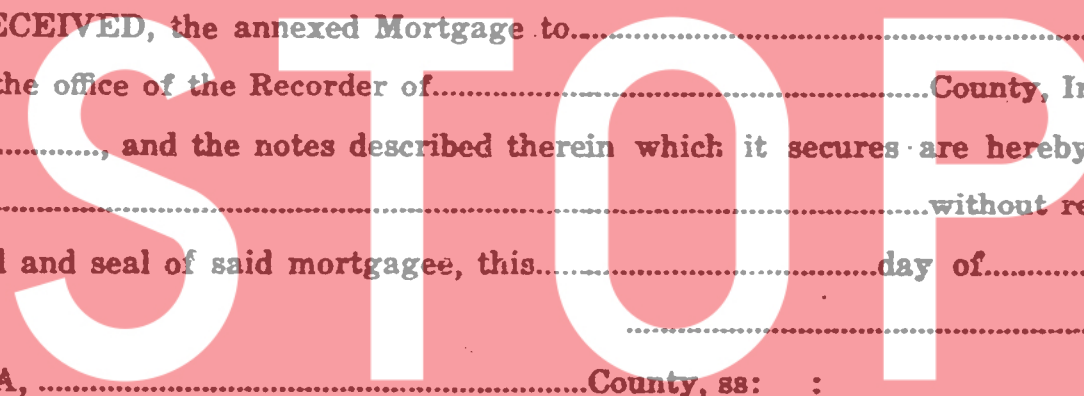 STOP
ECEIVED, the annexed Mortgage to
the office of the Recorder of County, In
, and the notes described therein which it secures are hereby
without re
and seal of said mortgagee, this day of
A, County, ss: :